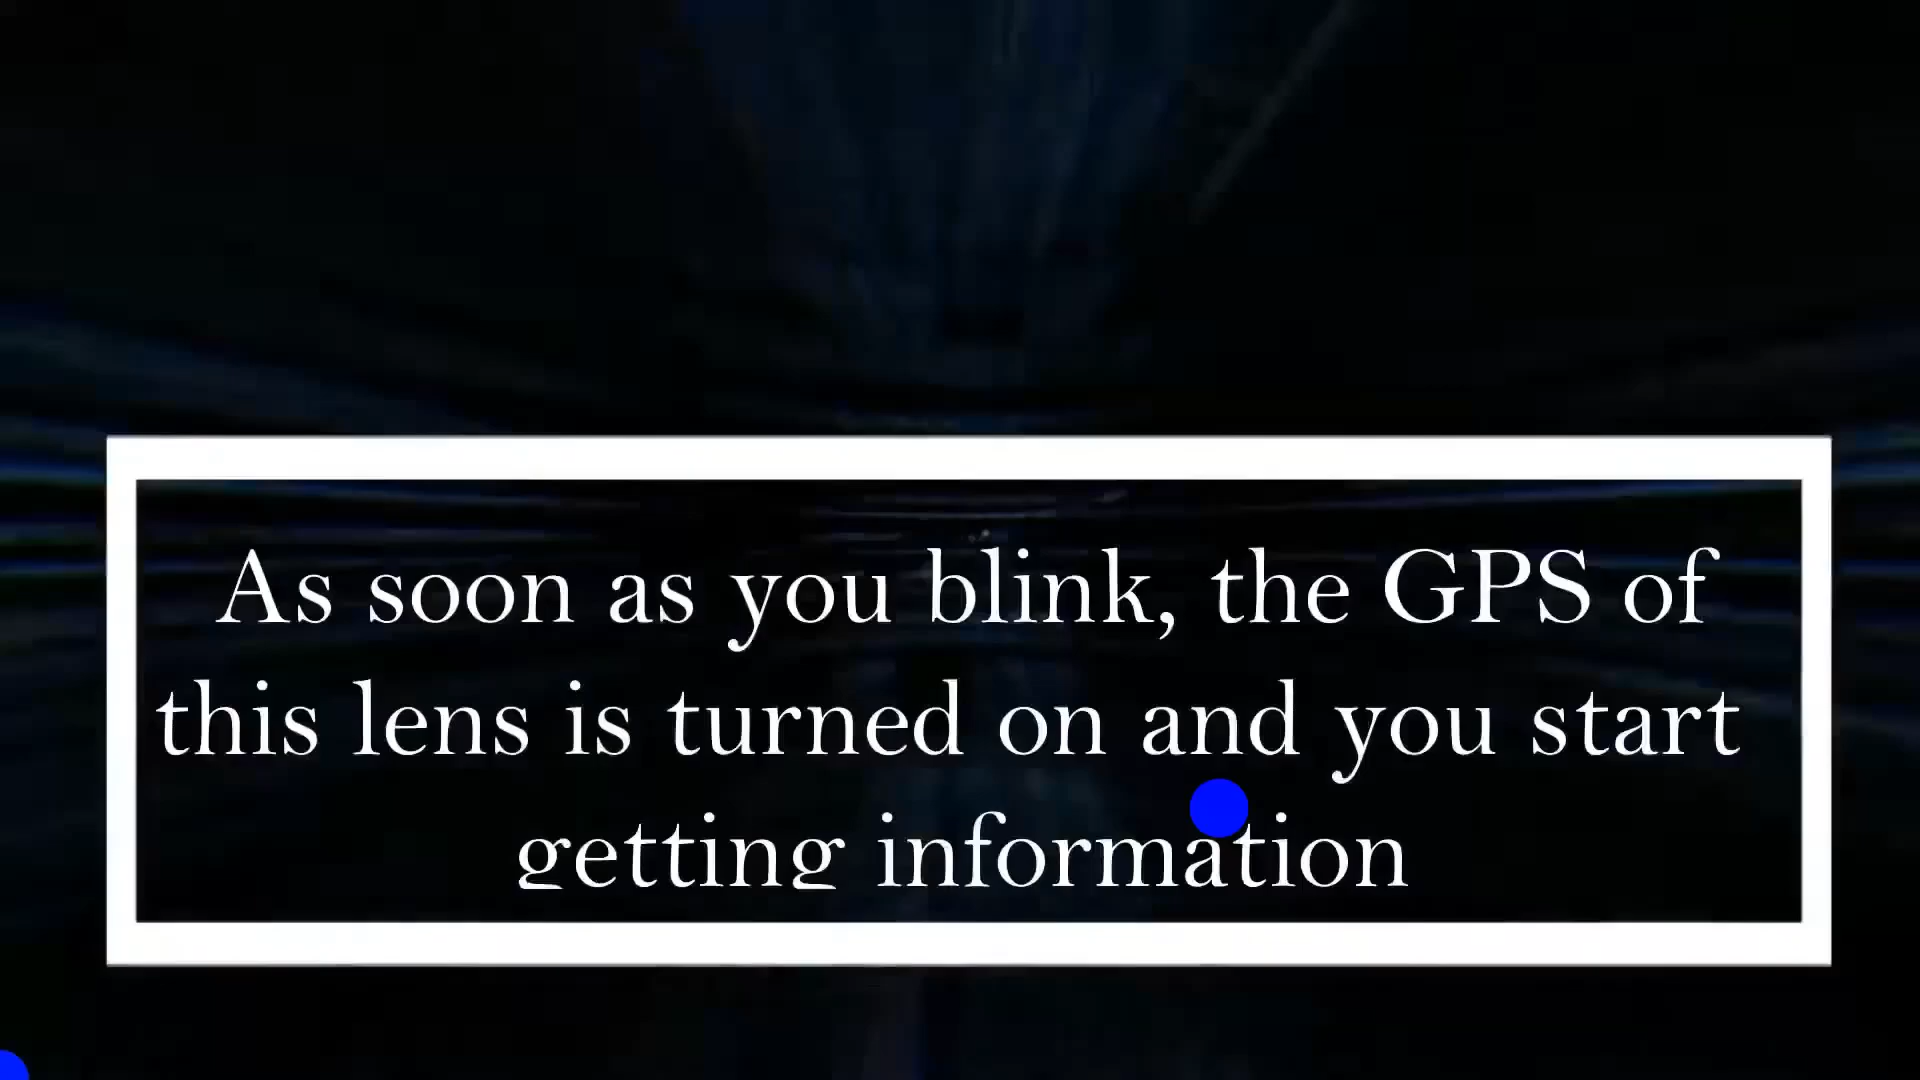 As soon as you blink, the GPS of
this lens is turned on and you start
getting information